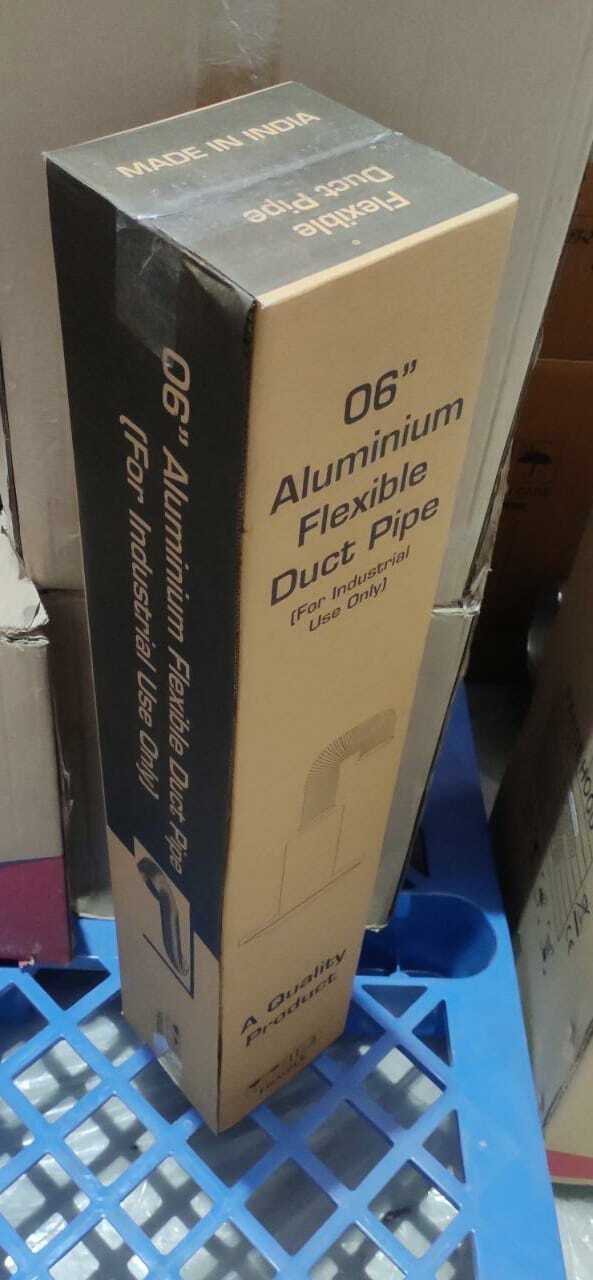 MADE IN INDIA
Flexible
Duct Pipe
06” Aluminium Flexible Duct Pipe
(For Industrial Use Only)
06”
Aluminium
Flexible
Duct Pipe
(For Industrial
Use Only)
A Quality
Product